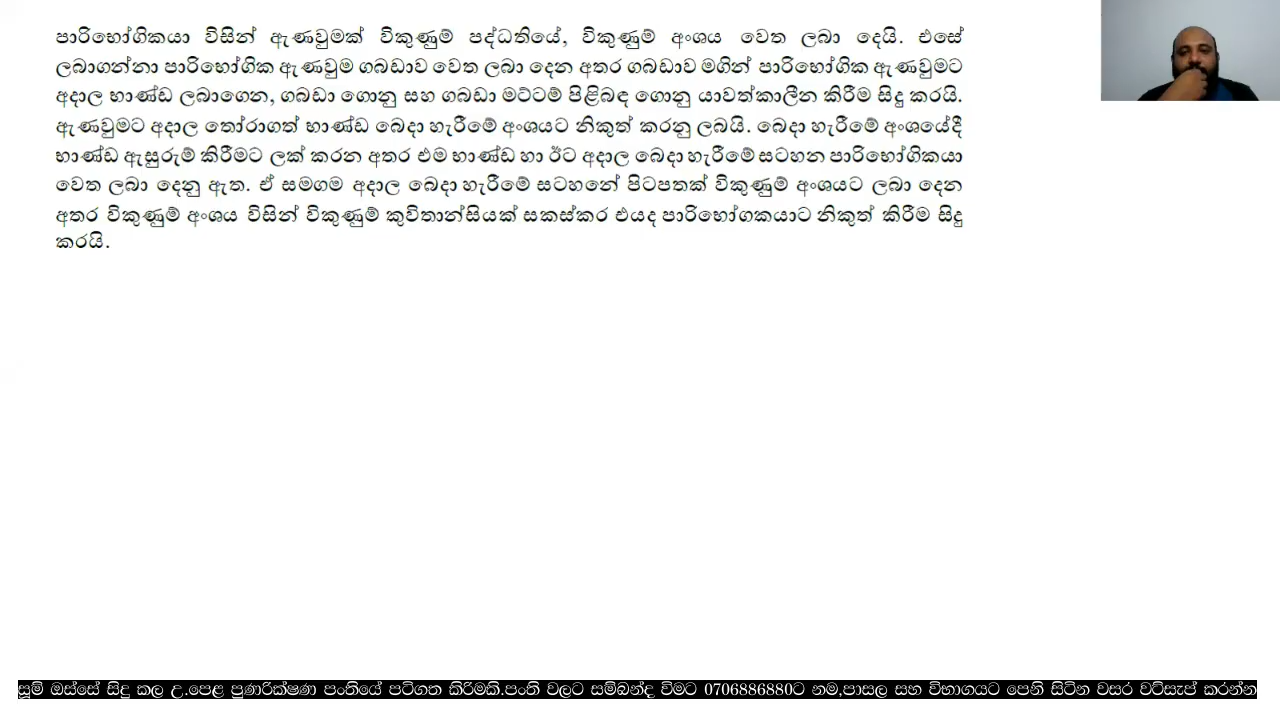 පාරිභෝගිකයා විසින් ඇණවුමක් විකුණුම් පද්ධතියේ, විකුණුම් අංශය වෙත ලබා දෙයි. එසේ
ලබාගන්නා පාරිභෝගික ඇණවුම ගබඩාව වෙත ලබා දෙන අතර ගබඩාව මගින් පාරිභෝගික ඇණවුමට
අදාල භාණ්ඩ ලබාගෙන, ගබඩා ගොනු සහ ගබඩා මට්ටම් පිළිබඳ ගොනු යාවත්කාලීන කිරීම සිදු කරයි.
ඇණවුමට අදාල තෝරාගත් භාණ්ඩ බෙදා හැරීමේ අංශයට නිකුත් කරනු ලබයි. බෙදා හැරීමේ අංශයේදී
භාණ්ඩ ඇසුරුම් කිරීමට ලක් කරන අතර එම භාණ්ඩ හා ඊට අදාල බෙදා හැරීමේ සටහන පාරිභෝගිකයා
වෙත ලබා දෙනු ඇත. ඒ සමගම අදාල බෙදා හැරීමේ සටහනේ පිටපතක් විකුණුම් අංශයට ලබා දෙන
අතර විකුණුම් අංශය විසින් විකුණුම් කුවිතාන්සියක් සකස්කර එයද පාරිභෝගකයාට නිකුත් කිරීම සිදු
කරයි.
සූම් ඔස්සේ සිදු කල උ.පෙළ පුණරික්ෂණ පංතියේ පටිගත කිරිමකි.පංති වලට සම්බන්ද විමට 0706886880ට නම,පාසල සහ විභාගයට පෙනි සිටින වසර වට්සැප් කරන්න